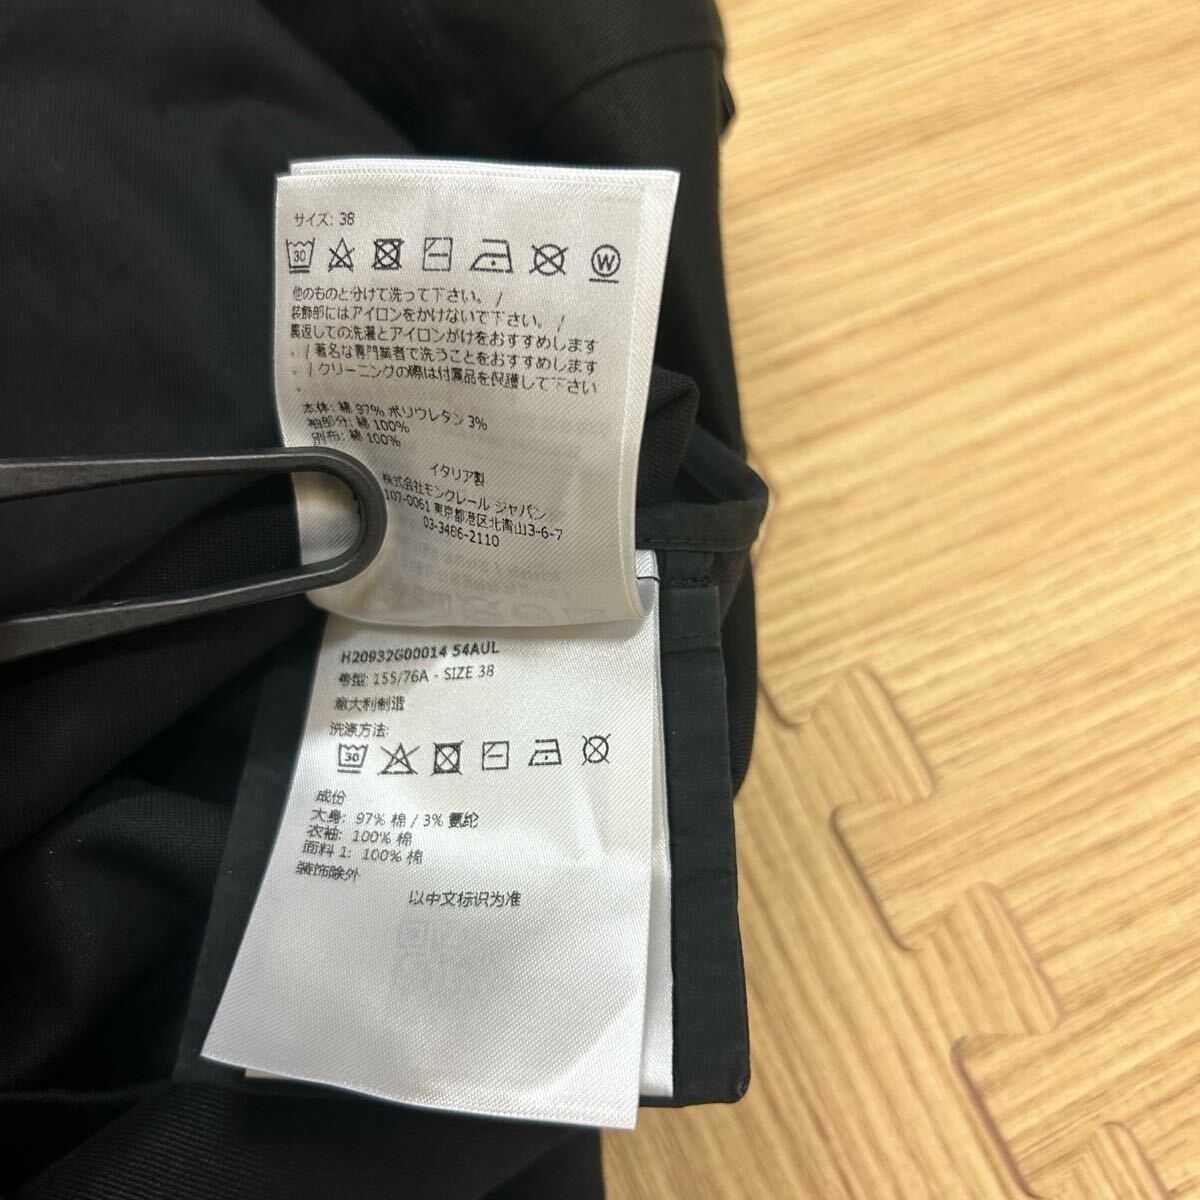 サイズ: 38
30
W
他のものと分けて洗って下さい。/
装飾部にはアイロンをかけないで下さい。/
裏返しての洗濯とアイロンがけをおすすめします
。/ 著名な専門業者で洗うことをおすすめします
。/ クリーニングの際は付属品を保護して下さい
。
本体: 綿 97% ポリウレタン 3%
袖部分: 綿 100%
別布: 綿 100%
イタリア製
株式会社モンクレール ジャパン
107-0061 東京都港区北青山3-6-7
03-3486-2110
H20932G00014 54AUL
号型: 155/76A - SIZE 38
意大利制造
洗涤方法:
30
成份
大身: 97% 棉 / 3% 氨纶
衣袖: 100% 棉
面料 1: 100% 棉
装饰除外
以中文标识为准